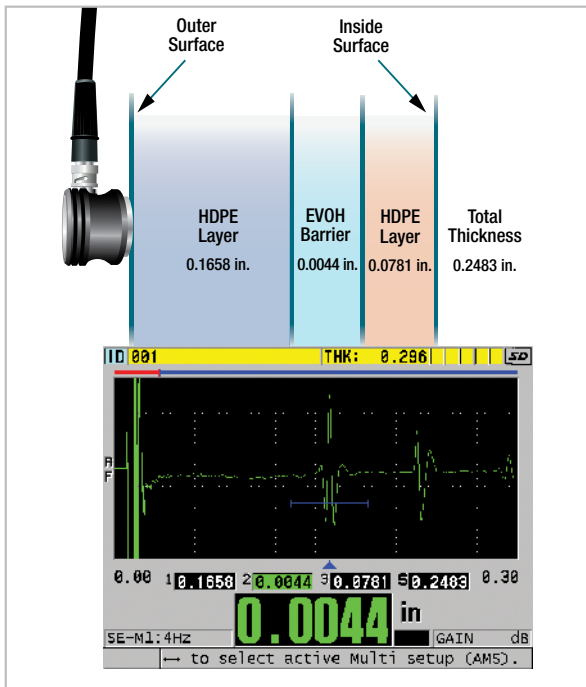 Outer
Surface
Inside
Surface
HDPE
Layer
0.1658 in.
EVOH
Barrier
0.0044 in.
HDPE
Layer
0.0781 in.
Total
Thickness
0.2483 in.
ID 001 THK: 0.296 SD
R
F
0.00 1 0.1658 2 0.0044 3 0.0781 S 0.2483 0.30
0.0044 in
SE-M1:4Hz GAIN dB
↔ to select active Multi setup (AMS).